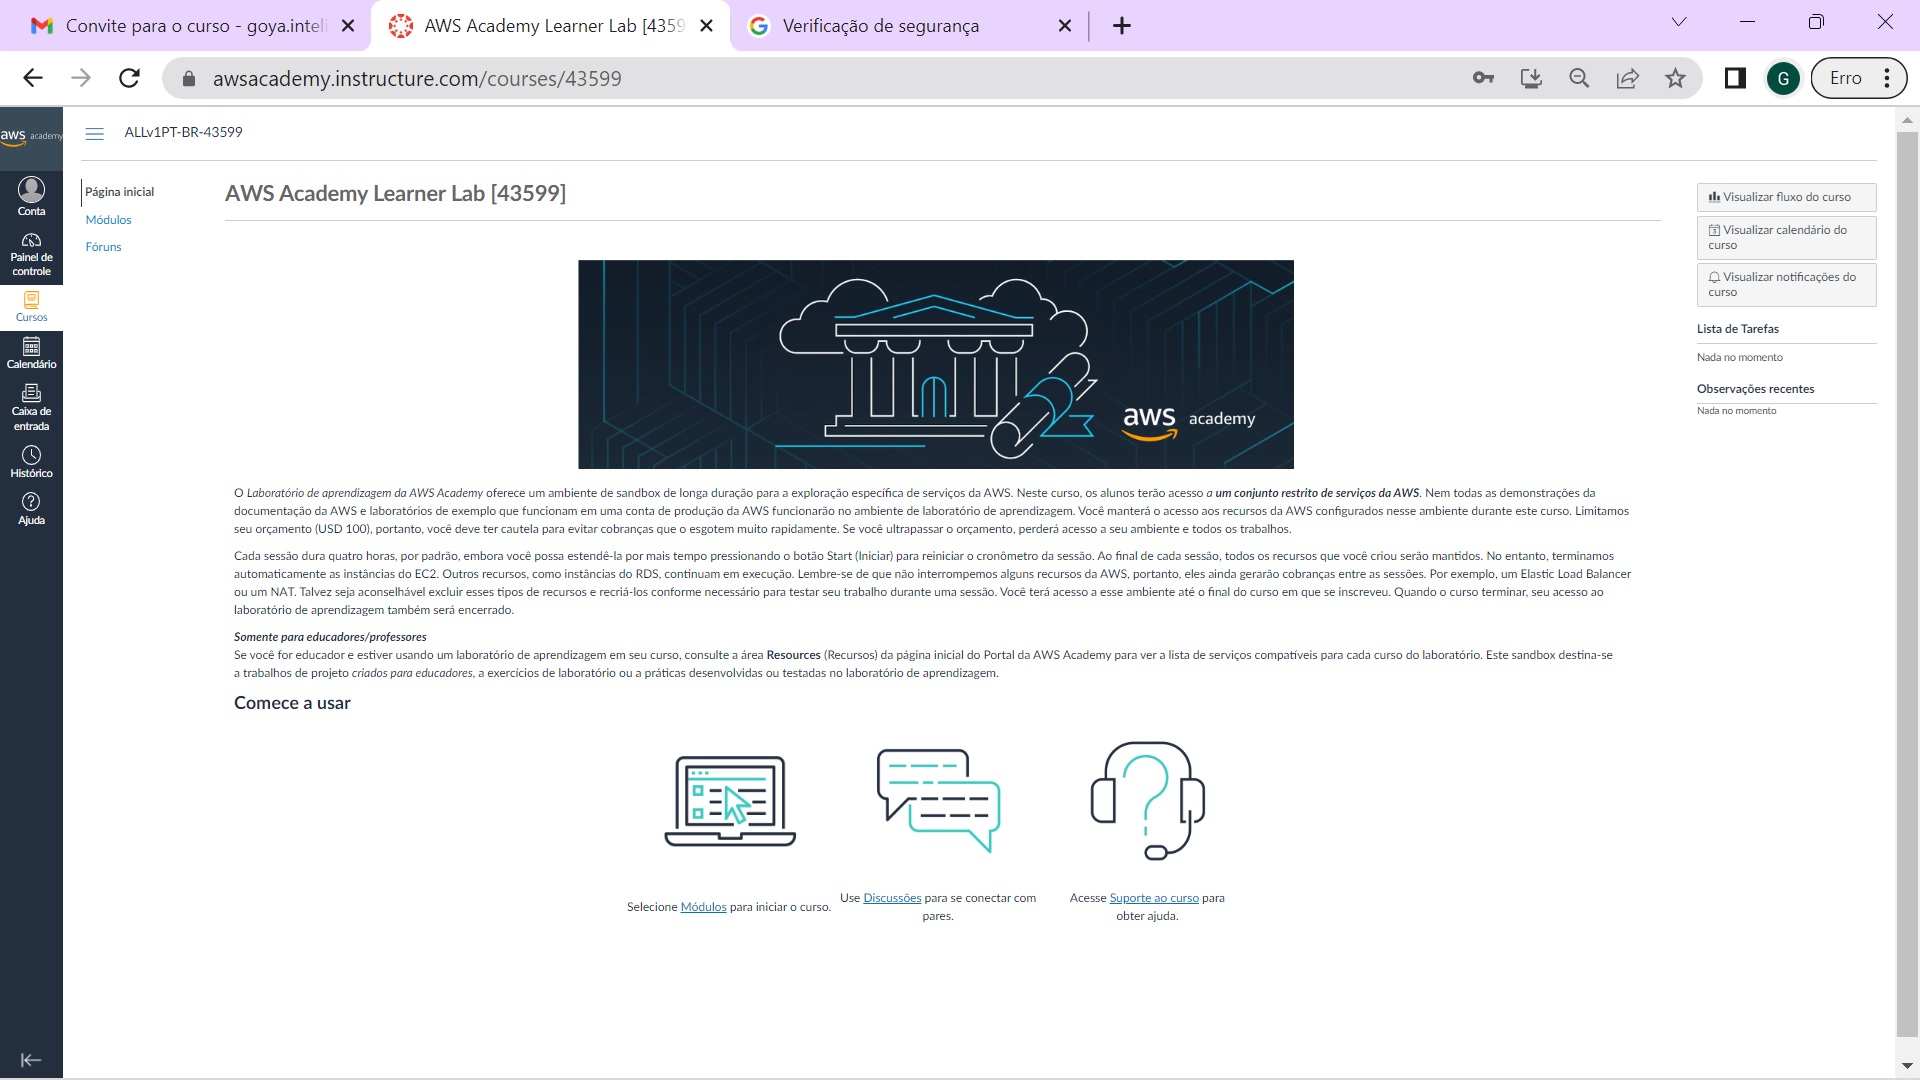 Convite para o curso - goya.inteli
AWS Academy Learner Lab [4359
Verificação de segurança
awsacademy.instructure.com/courses/43599
G
Erro
aws academy
ALLv1PT-BR-43599
Conta
Painel de
controle
Cursos
Calendário
Caixa de
entrada
Histórico
Ajuda
Página inicial
Módulos
Fóruns
AWS Academy Learner Lab [43599]
aws academy
O Laboratório de aprendizagem da AWS Academy oferece um ambiente de sandbox de longa duração para a exploração específica de serviços da AWS. Neste curso, os alunos terão acesso a um conjunto restrito de serviços da AWS. Nem todas as demonstrações da
documentação da AWS e laboratórios de exemplo que funcionam em uma conta de produção da AWS funcionarão no ambiente de laboratório de aprendizagem. Você manterá o acesso aos recursos da AWS configurados nesse ambiente durante este curso. Limitamos
seu orçamento (USD 100), portanto, você deve ter cautela para evitar cobranças que o esgotem muito rapidamente. Se você ultrapassar o orçamento, perderá acesso a seu ambiente e todos os trabalhos.
Cada sessão dura quatro horas, por padrão, embora você possa estendê-la por mais tempo pressionando o botão Start (Iniciar) para reiniciar o cronômetro da sessão. Ao final de cada sessão, todos os recursos que você criou serão mantidos. No entanto, terminamos
automaticamente as instâncias do EC2. Outros recursos, como instâncias do RDS, continuam em execução. Lembre-se de que não interrompemos alguns recursos da AWS, portanto, eles ainda gerarão cobranças entre as sessões. Por exemplo, um Elastic Load Balancer
ou um NAT. Talvez seja aconselhável excluir esses tipos de recursos e recriá-los conforme necessário para testar seu trabalho durante uma sessão. Você terá acesso a esse ambiente até o final do curso em que se inscreveu. Quando o curso terminar, seu acesso ao
laboratório de aprendizagem também será encerrado.
Somente para educadores/professores
Se você for educador e estiver usando um laboratório de aprendizagem em seu curso, consulte a área Resources (Recursos) da página inicial do Portal da AWS Academy para ver a lista de serviços compatíveis para cada curso do laboratório. Este sandbox destina-se
a trabalhos de projeto criados para educadores, a exercícios de laboratório ou a práticas desenvolvidas ou testadas no laboratório de aprendizagem.
Comece a usar
Selecione Módulos para iniciar o curso.
Use Discussões para se conectar com
pares.
Acesse Suporte ao curso para
obter ajuda.
Visualizar fluxo do curso
Visualizar calendário do
curso
Visualizar notificações do
curso
Lista de Tarefas
Nada no momento
Observações recentes
Nada no momento